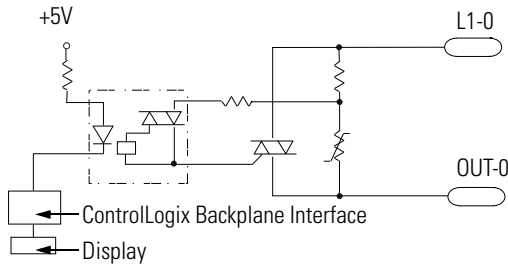 +5V
L1-0
OUT-0
ControlLogix Backplane Interface
Display